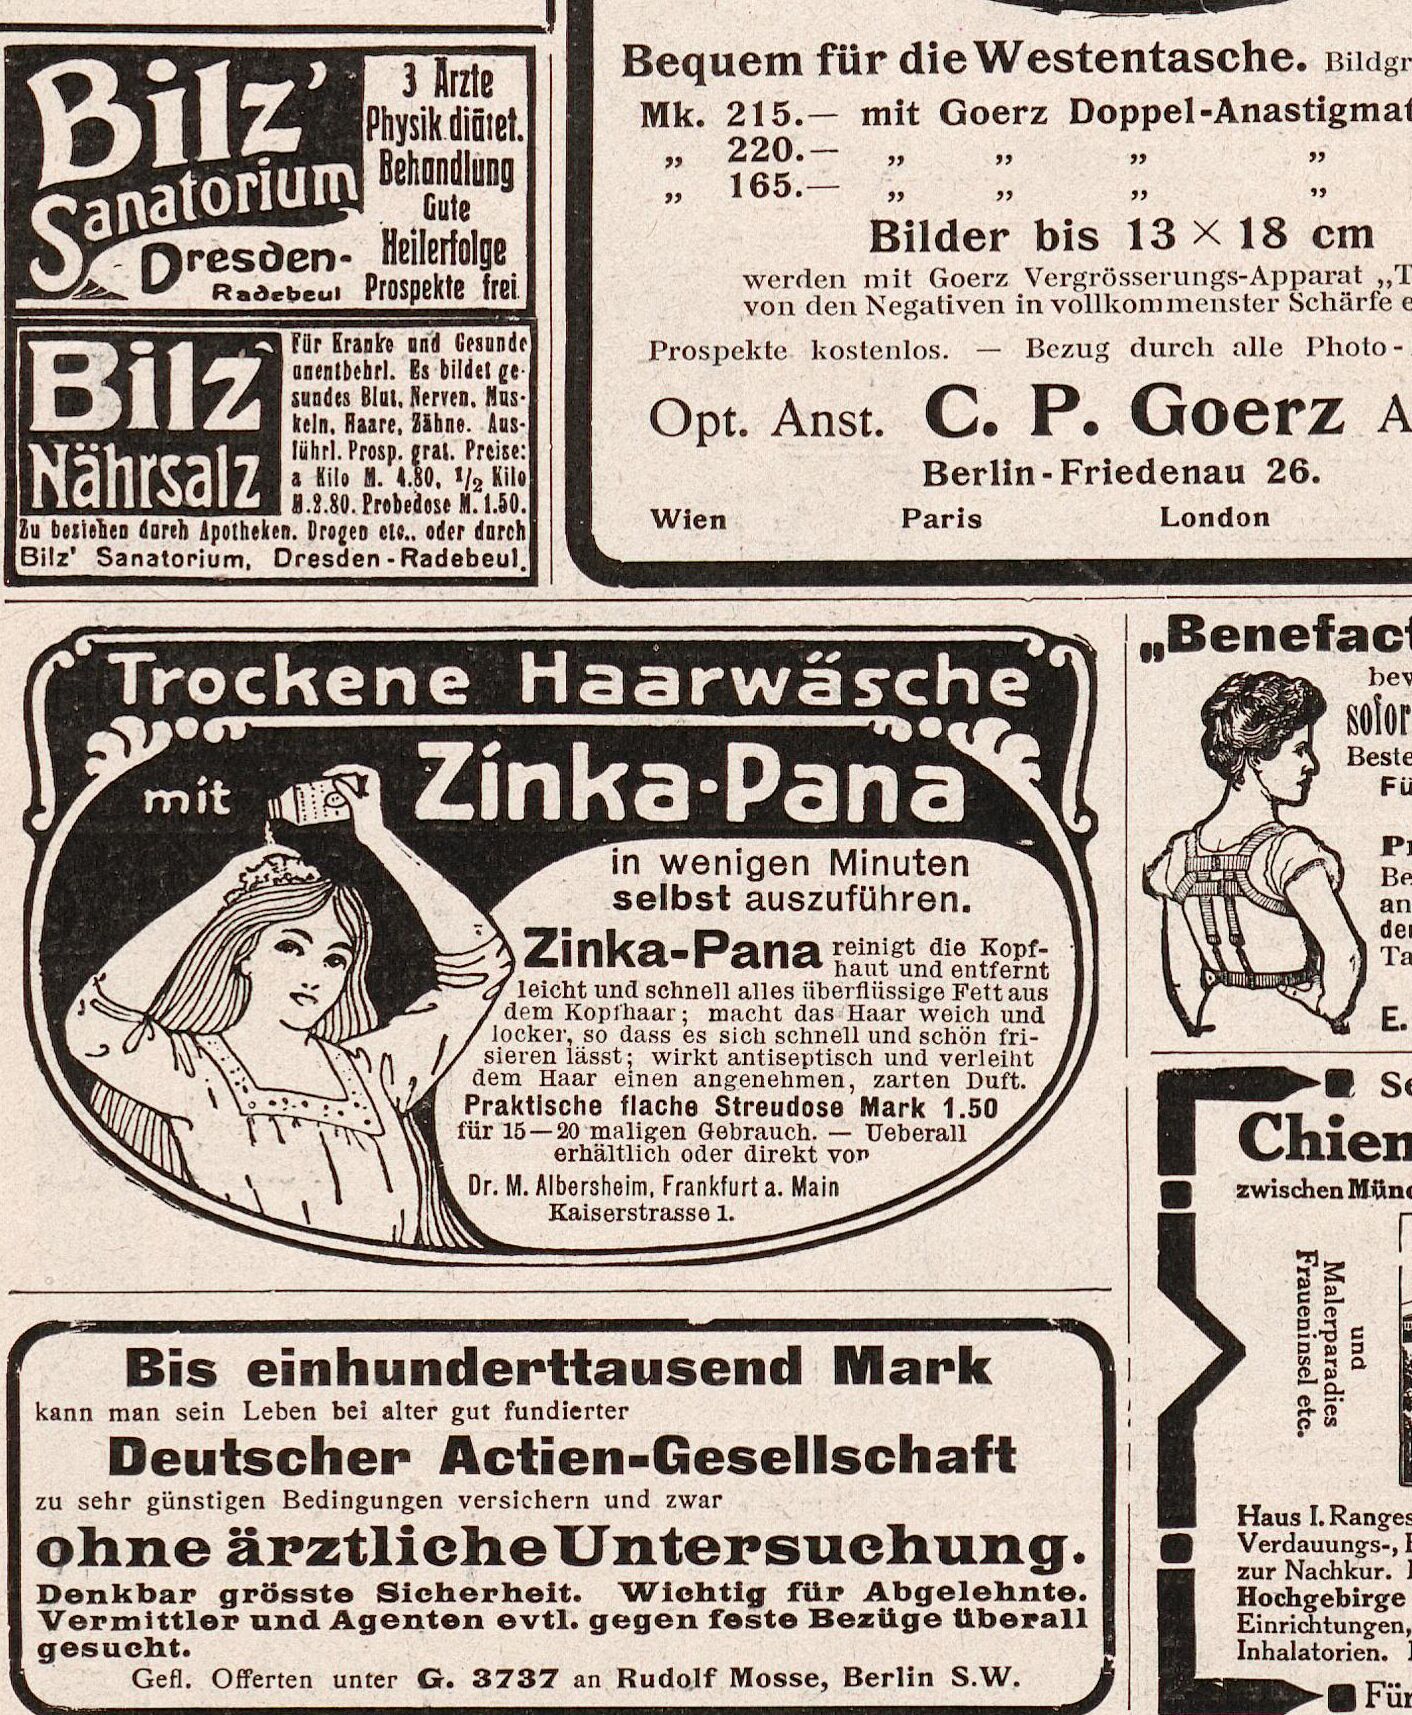 Bilz'
Sanatorium
Dresden-
Radebeul
3 Ärzte
Physik. diätet.
Behandlung
Gute
Heilerfolge
Prospekte frei.
Bilz'
Nährsalz
Für Kranke und Gesunde
unentbehrl. Es bildet ge-
sundes Blut, Nerven, Mus-
keln, Haare, Zähne. Aus-
führl. Prosp. grat. Preise:
a Kilo M. 4.80, 1/2 Kilo
M. 2.80. Probedose M. 1.50.
Zu beziehen durch Apotheken, Drogen etc., oder durch
Bilz' Sanatorium, Dresden-Radebeul.
Bequem für die Westentasche. Bildgr
Mk. 215.— mit Goerz Doppel-Anastigmat
„ 220.— „ „ „ „
„ 165.— „ „ „ „
Bilder bis 13 × 18 cm
werden mit Goerz Vergrösserungs-Apparat „T
von den Negativen in vollkommenster Schärfe e
Prospekte kostenlos. — Bezug durch alle Photo-
Opt. Anst. C. P. Goerz A
Berlin-Friedenau 26.
Wien Paris London
Trockene Haarwäsche
mit Zinka-Pana
in wenigen Minuten
selbst auszuführen.
Zinka-Pana reinigt die Kopf-
haut und entfernt
leicht und schnell alles überflüssige Fett aus
dem Kopfhaar; macht das Haar weich und
locker, so dass es sich schnell und schön fri-
sieren lässt; wirkt antiseptisch und verleiht
dem Haar einen angenehmen, zarten Duft.
Praktische flache Streudose Mark 1.50
für 15—20 maligen Gebrauch. — Ueberall
erhältlich oder direkt von
Dr. M. Albersheim, Frankfurt a. Main
Kaiserstrasse 1.
Bis einhunderttausend Mark
kann man sein Leben bei alter gut fundierter
Deutscher Actien-Gesellschaft
zu sehr günstigen Bedingungen versichern und zwar
ohne ärztliche Untersuchung.
Denkbar grösste Sicherheit. Wichtig für Abgelehnte.
Vermittler und Agenten evtl. gegen feste Bezüge überall
gesucht.
Gefl. Offerten unter G. 3737 an Rudolf Mosse, Berlin S.W.
„Benefact
bew
sofor
Beste
Fü
Pr
Be
an
der
Ta
E.
Se
Chiem
zwischen Münc
und
Malerparadies
Fraueninsel etc.
Haus I. Ranges
Verdauungs-, E
zur Nachkur.
Hochgebirge
Einrichtungen,
Inhalatorien.
Für